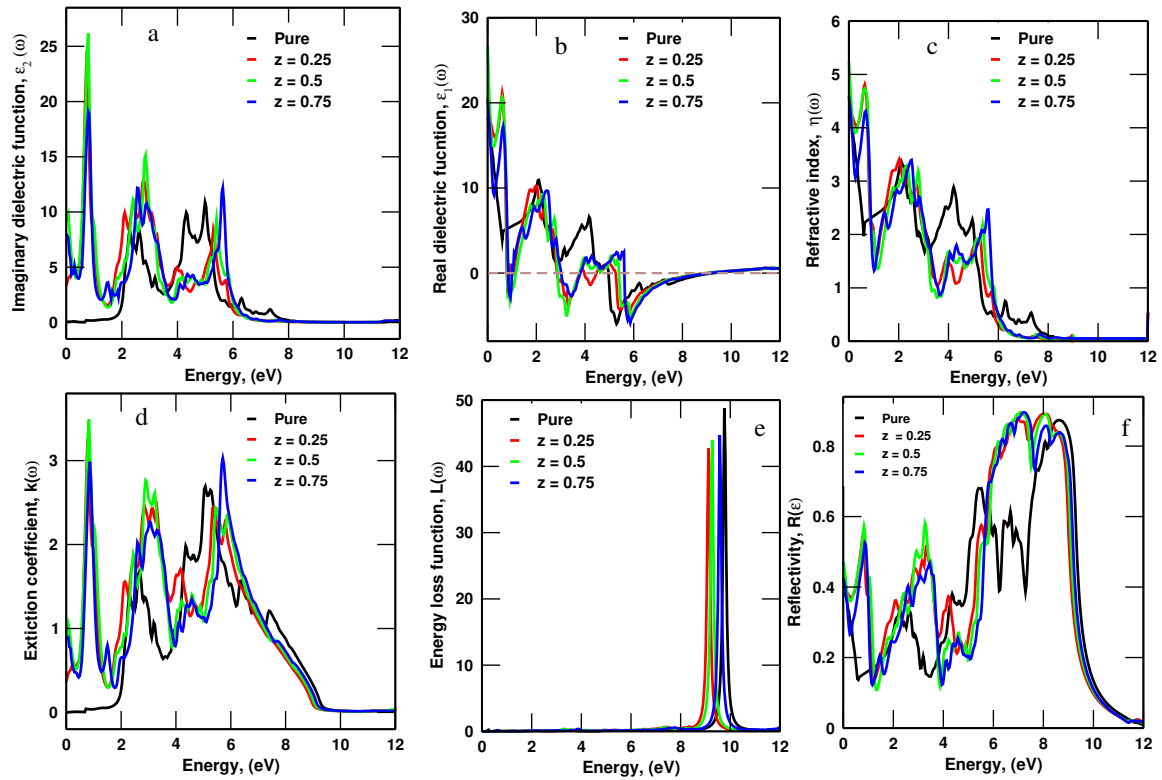 a
Imaginary dielectric function, ε₂(ω)
25
20
15
10
5
0
Pure
z = 0.25
z = 0.5
z = 0.75
0 2 4 6 8 10 12
Energy, (eV)
b
Real dielectric fucntion, ε₁(ω)
30
20
10
0
Pure
z = 0.25
z = 0.5
z = 0.75
0 2 4 6 8 10 12
Energy, (eV)
c
Refractive index, η(ω)
6
5
4
3
2
1
0
Pure
z = 0.25
z = 0.5
z = 0.75
0 2 4 6 8 10 12
Energy, (eV)
d
Extiction coefficient, k(ω)
3
2
1
0
Pure
z = 0.25
z = 0.5
z = 0.75
0 2 4 6 8 10 12
Energy, (eV)
e
Energy loss function, L(ω)
50
40
30
20
10
0
Pure
z = 0.25
z = 0.5
z = 0.75
0 2 4 6 8 10 12
Energy, (eV)
f
Reflectivity, R(ε)
0.8
0.6
0.4
0.2
0
Pure
z = 0.25
z = 0.5
z = 0.75
0 2 4 6 8 10 12
Energy, (eV)